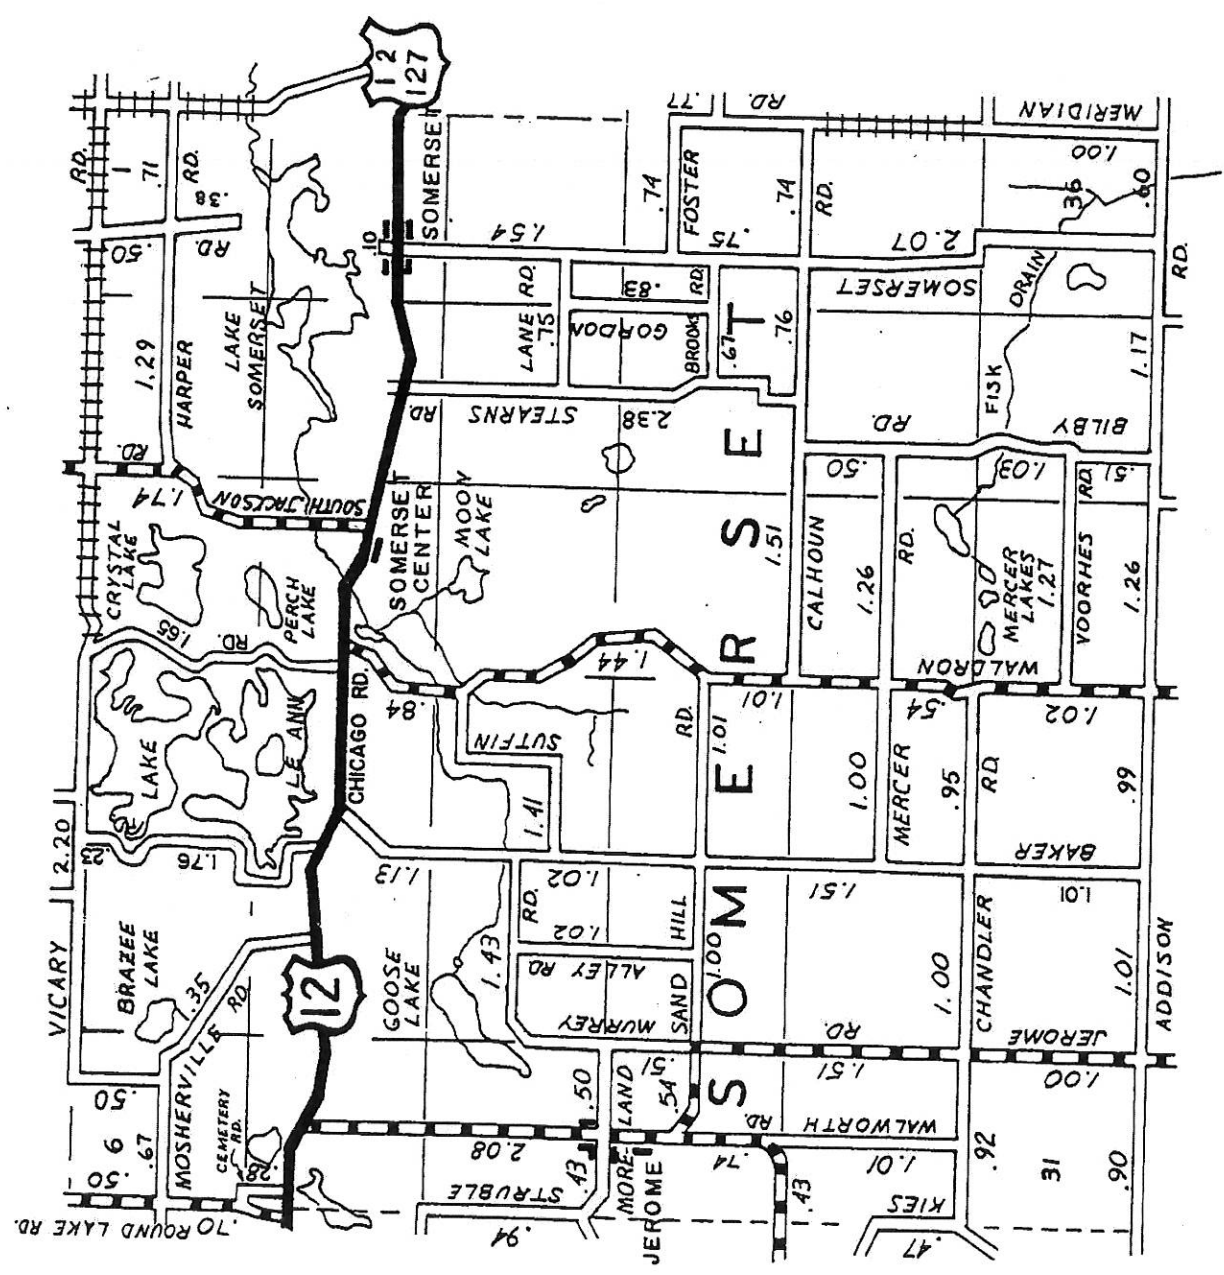 12
127
RD.
1
.71
RD.
.38
.50
RD.
1.29
HARPER
LAKE
SOMERSET
SOMERSET
.10
1.54
.77
RD.
MERIDIAN
1.00
.74
FOSTER
.75
.74
RD.
2.07
SOMERSET
36
.60
RD.
DRAIN
FISK
LANE RD.
.75
.83
GORDON
BROOKS RD.
.67
.76
1.17
BILBY
RD.
STEARNS
RD.
2.38
RD.
1.74
SOUTH JACKSON
CRYSTAL
LAKE
PERCH
LAKE
1.65
RD.
SOMERSET
CENTER
MOON
LAKE
1.51
CALHOUN
.50
1.26
RD.
1.03
RD.
.51
VOORHES
1.26
MERCER
LAKES
1.27
WALDRON
LAKE
LE ANN
CHICAGO RD.
.84
1.44
SUTFIN
1.41
RD.
1.01
1.01
.54
1.02
1.00
MERCER
.95
RD.
.99
BAKER
VICARY
2.20
.23
1.76
1.13
1.02
RD.
1.02
HILL
1.51
1.01
BRAZEE
LAKE
1.35
MOSHERVILLE RD.
12
GOOSE
LAKE
1.43
ALLEY RD
MURREY
SAND
1.00
RD.
1.00
CHANDLER
JEROME
1.01
ADDISON
.50
6
.67
.50
CEMETERY
RD.
.28
.70 ROUND LAKE RD.
2.08
STRUBLE
.94
.50
.43
MORE-
LAND
.51
.54
JEROME
.74
RD.
WALWORTH
1.51
1.01
.43
KIES
.47
.92
31
.90
1.00
SOMERSET